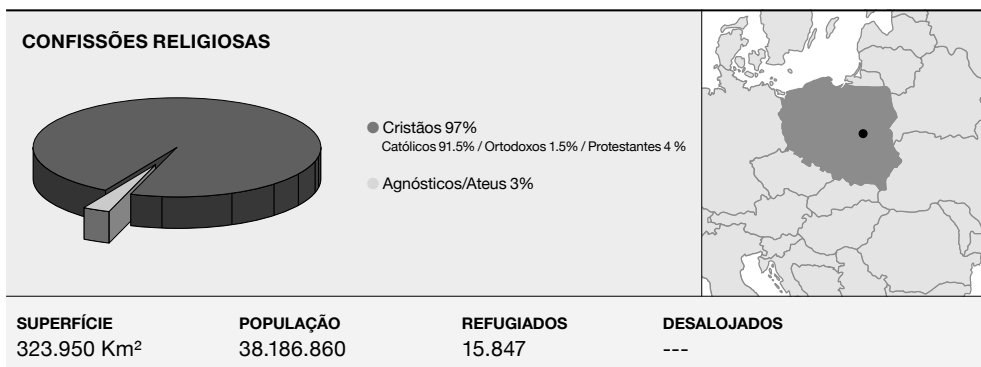 CONFISSÕES RELIGIOSAS
Cristãos 97%
Católicos 91.5% / Ortodoxos 1.5% / Protestantes 4 %
Agnósticos/Ateus 3%
SUPERFÍCIE POPULAÇÃO REFUGIADOS DESALOJADOS
323.950 Km² 38.186.860 15.847 ---